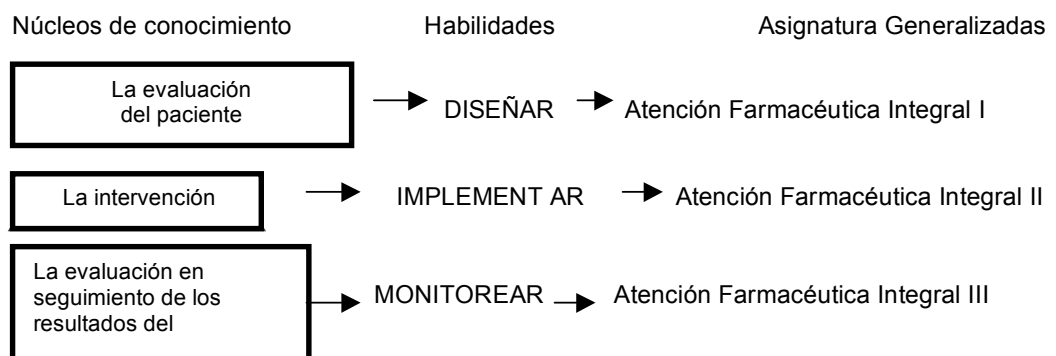 Núcleos de conocimiento Habilidades Asignatura Generalizadas
La evaluación
del paciente
DISEÑAR Atención Farmacéutica Integral I
La intervención IMPLEMENT AR Atención Farmacéutica Integral II
La evaluación en
seguimiento de los
resultados del
MONITOREAR Atención Farmacéutica Integral III